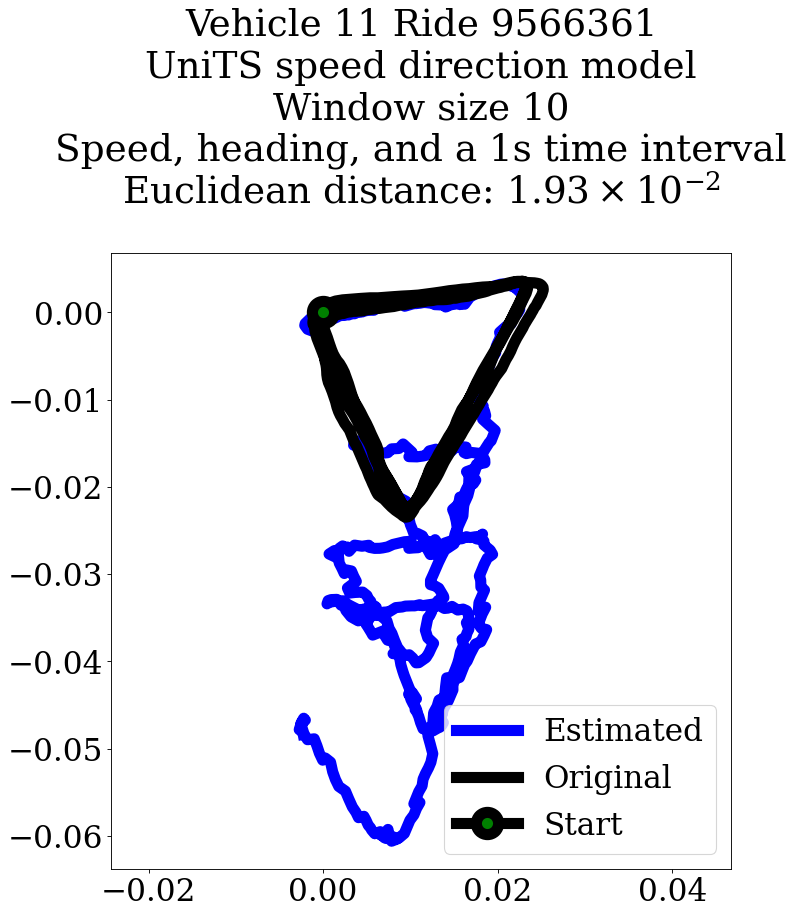 Vehicle 11 Ride 9566361
UniTS speed direction model
Window size 10
Speed, heading, and a 1s time interval
Euclidean distance: 1.93 × 10⁻²
0.00
−0.01
−0.02
−0.03
−0.04
−0.05
−0.06
Estimated
Original
Start
−0.02 0.00 0.02 0.04